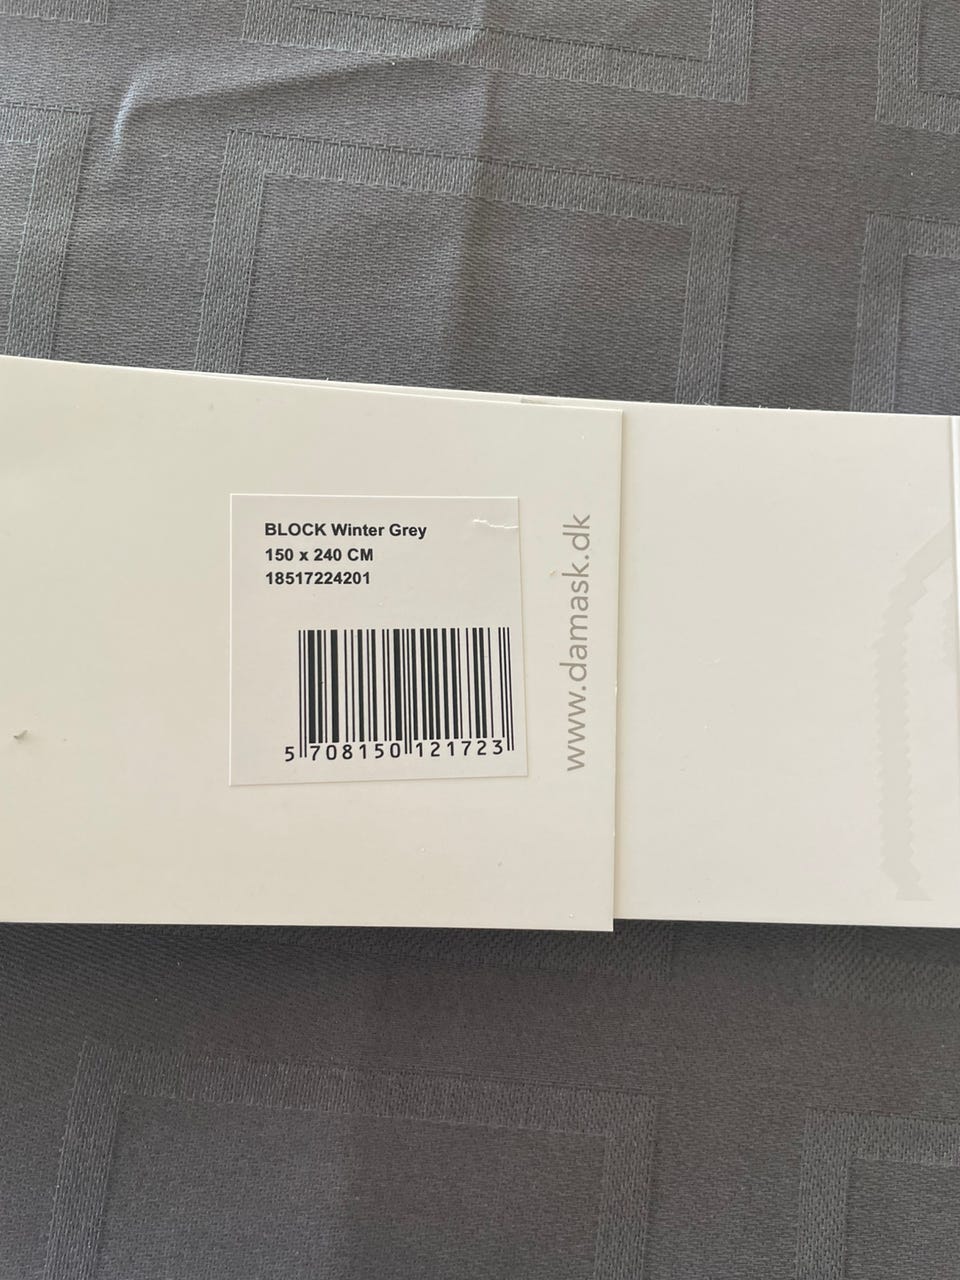 BLOCK Winter Grey
150 x 240 CM
18517224201
5 708150 121723
www.damask.dk